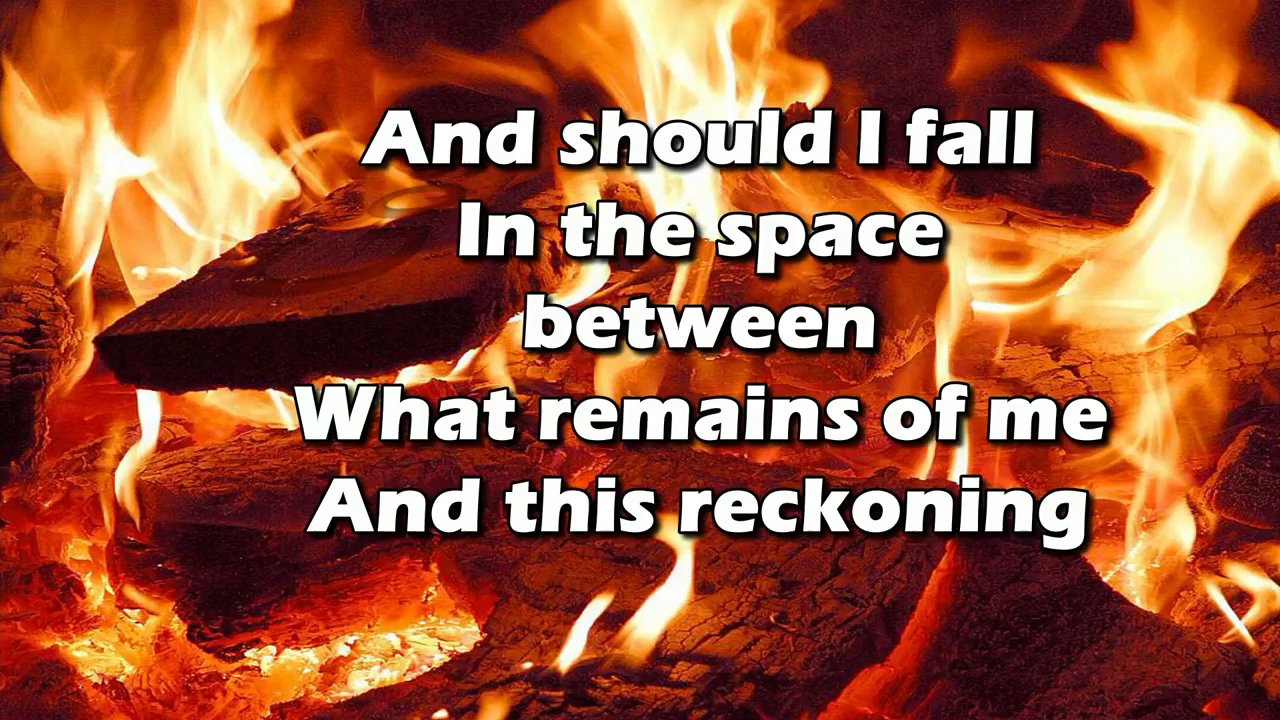 And should I fall
In the space
between
What remains of me
And this reckoning